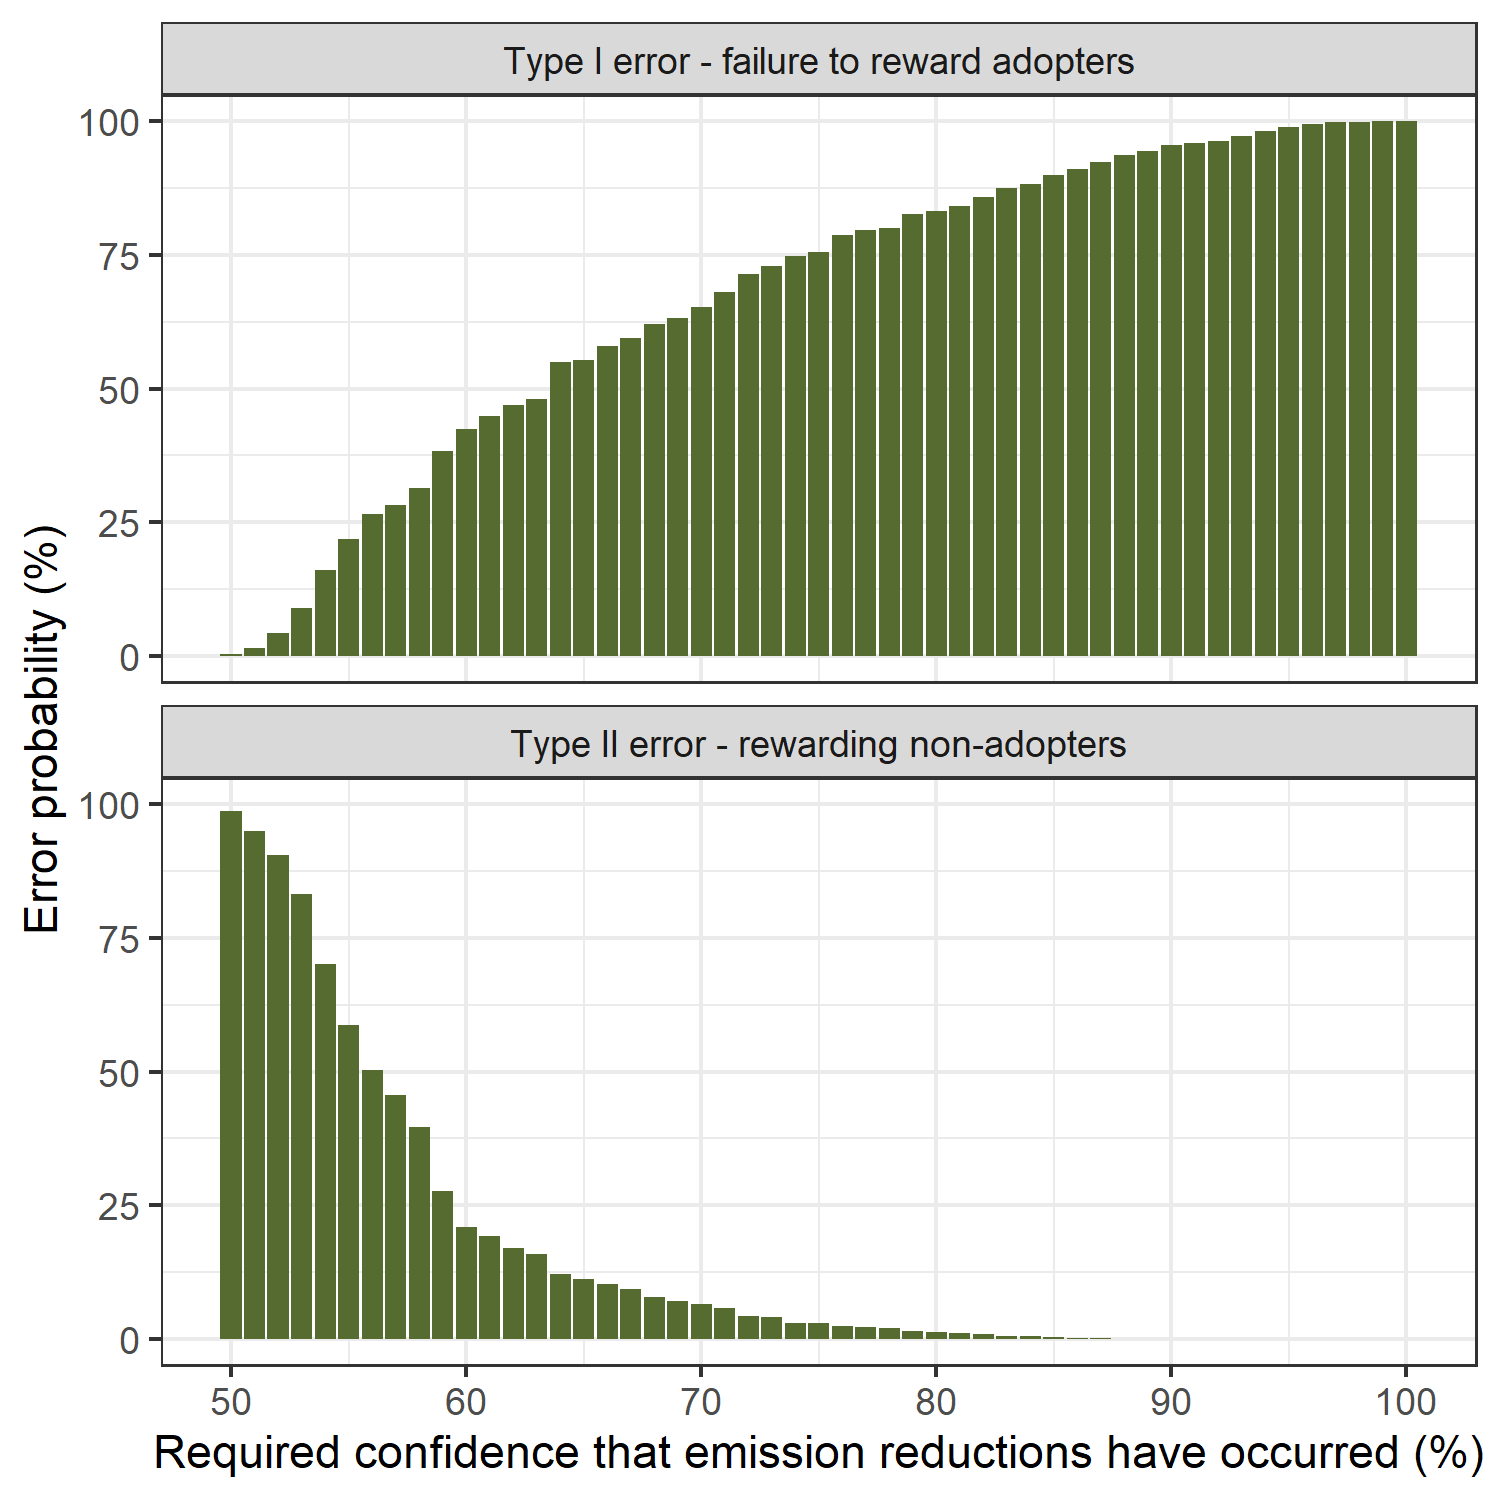 Type I error - failure to reward adopters
100
75
50
25
0
Error probability (%)
Type II error - rewarding non-adopters
100
75
50
25
0
50 60 70 80 90 100
Required confidence that emission reductions have occurred (%)